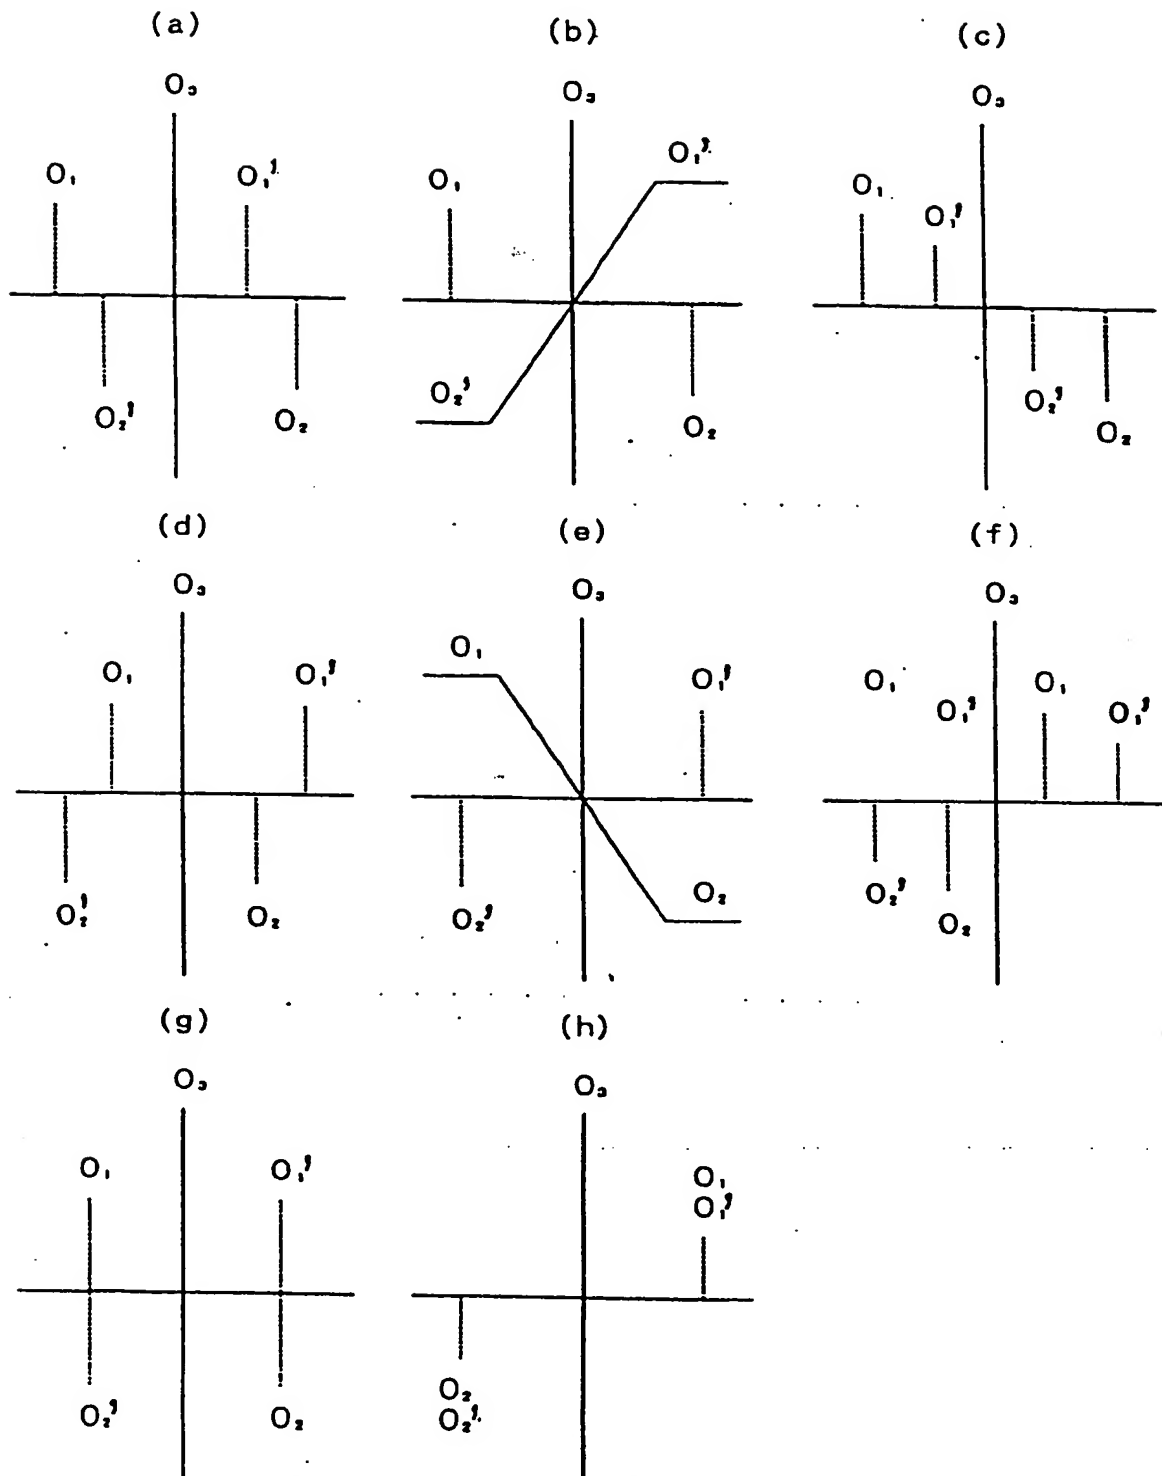 (a)
O₃
O₁ O₁'
O₂' O₂
(b)
O₃
O₁ O₁'
O₂' O₂
(c)
O₃
O₁ O₁'
O₂' O₂
(d)
O₃
O₁ O₁'
O₂' O₂
(e)
O₃
O₁ O₁'
O₂' O₂
(f)
O₃
O₁ O₁' O₁ O₁'
O₂' O₂
(g)
O₃
O₁ O₁'
O₂' O₂
(h)
O₃
O₁
O₁'
O₂
O₂'